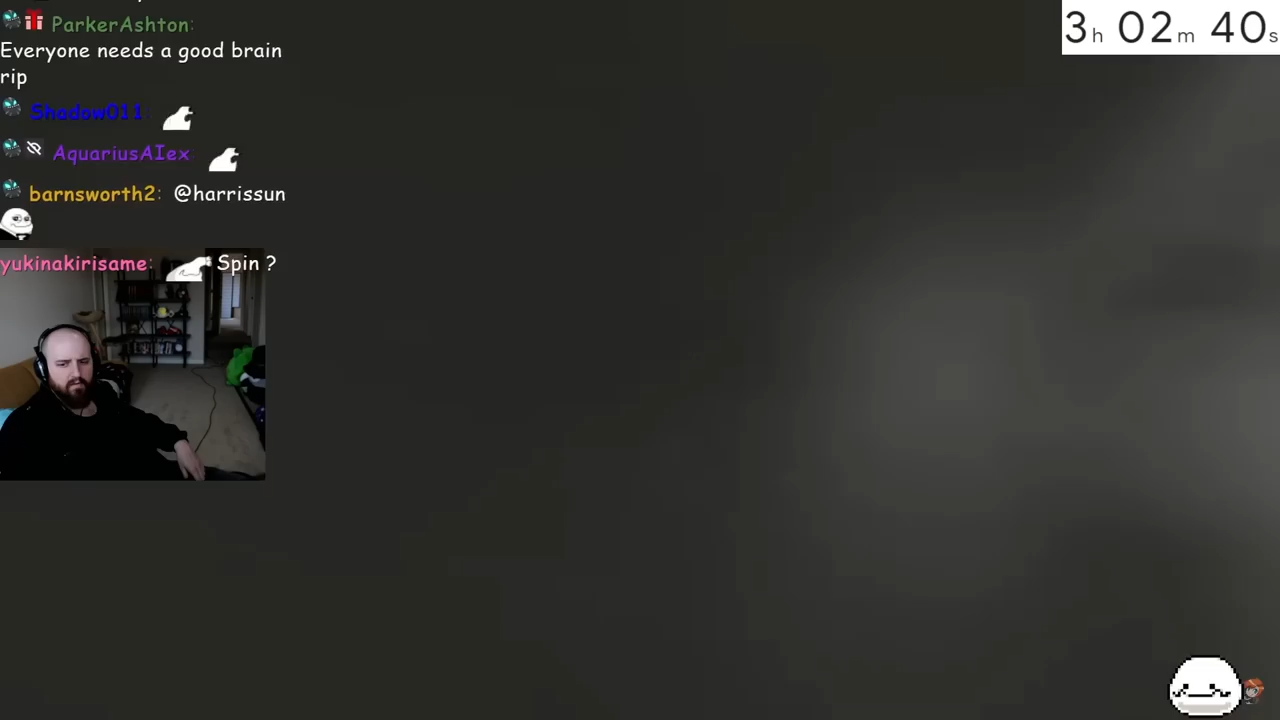 ParkerAshton:
Everyone needs a good brain
rip
Shadow011:
AquariusAIex
barnsworth2: @harrissun
yukinakirisame: Spin ?
3h 02m 40s